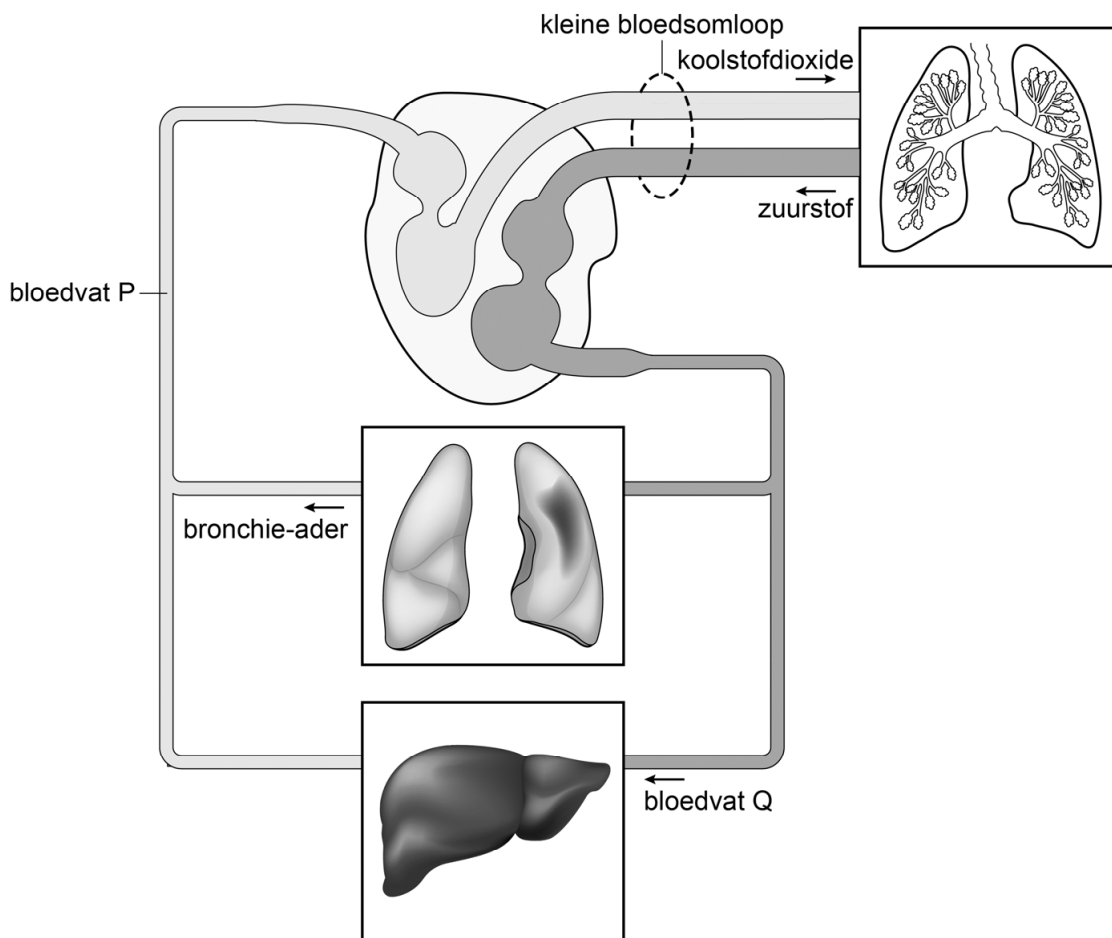 kleine bloedsomloop
koolstofdioxide
zuurstof
bloedvat P
bronchie-ader
bloedvat Q